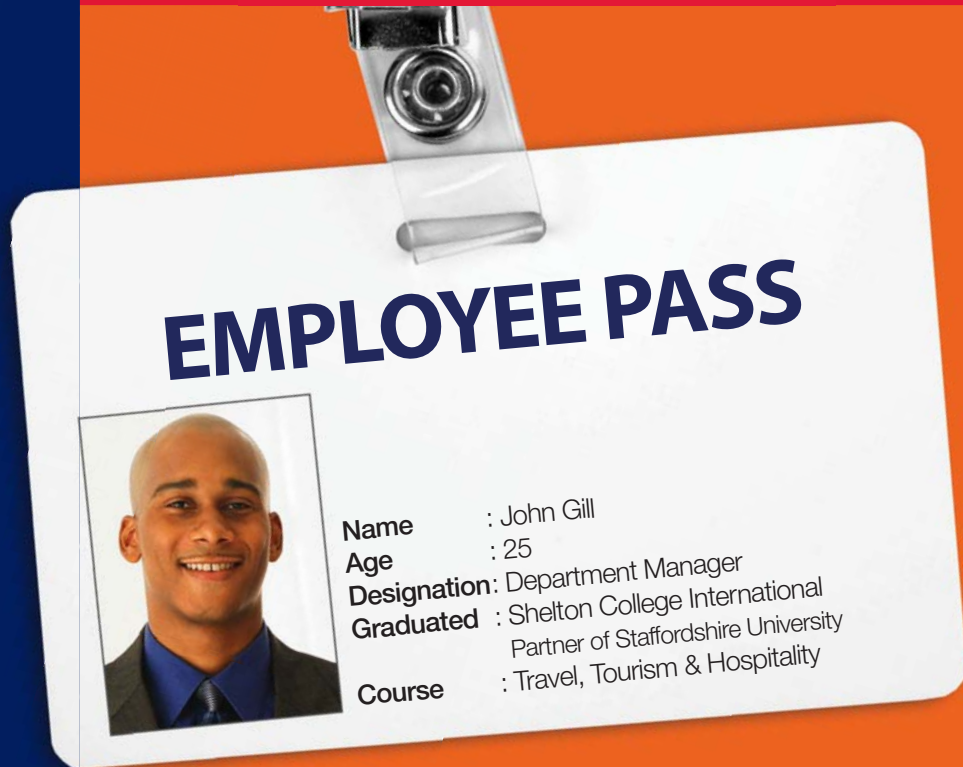 EMPLOYEE PASS
Name : John Gill
Age : 25
Designation : Department Manager
Graduated : Shelton College International
Partner of Staffordshire University
Course : Travel, Tourism & Hospitality